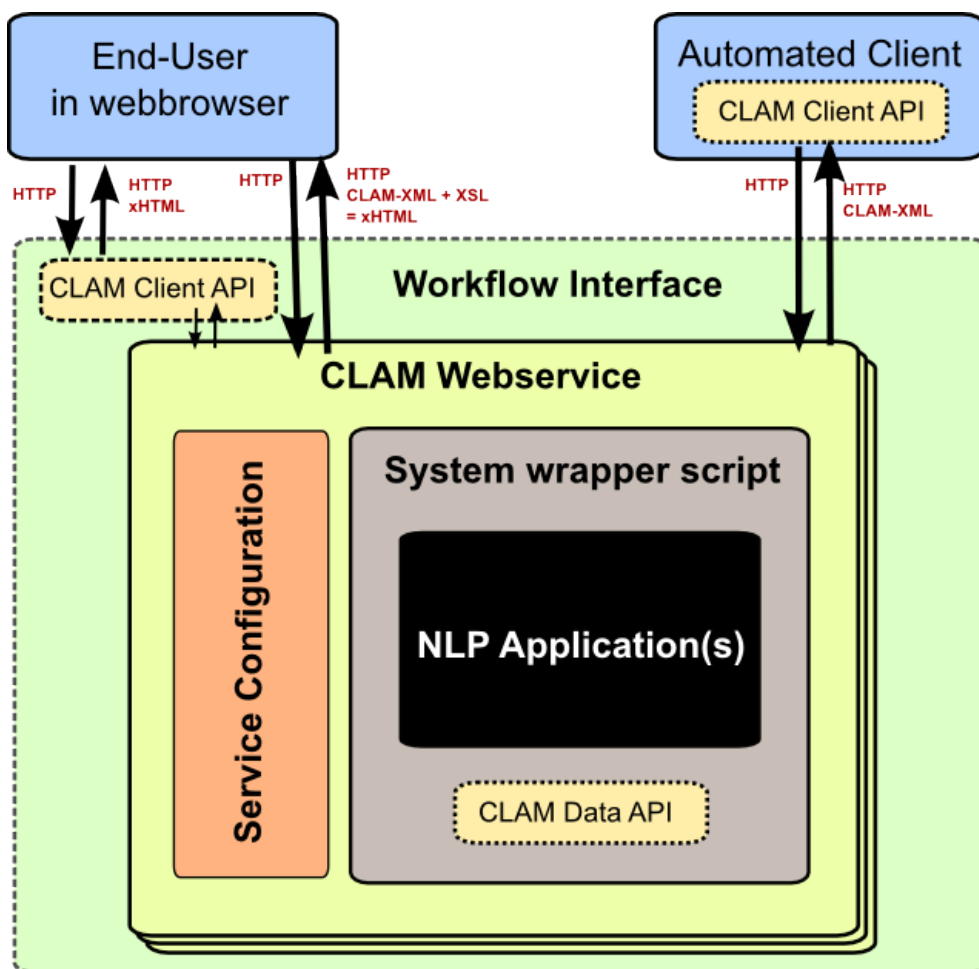 End-User
in webbrowser
Automated Client
CLAM Client API
HTTP
HTTP
xHTML
HTTP
HTTP
CLAM-XML + XSL
= xHTML
HTTP
HTTP
CLAM-XML
CLAM Client API
Workflow Interface
CLAM Webservice
Service Configuration
System wrapper script
NLP Application(s)
CLAM Data API